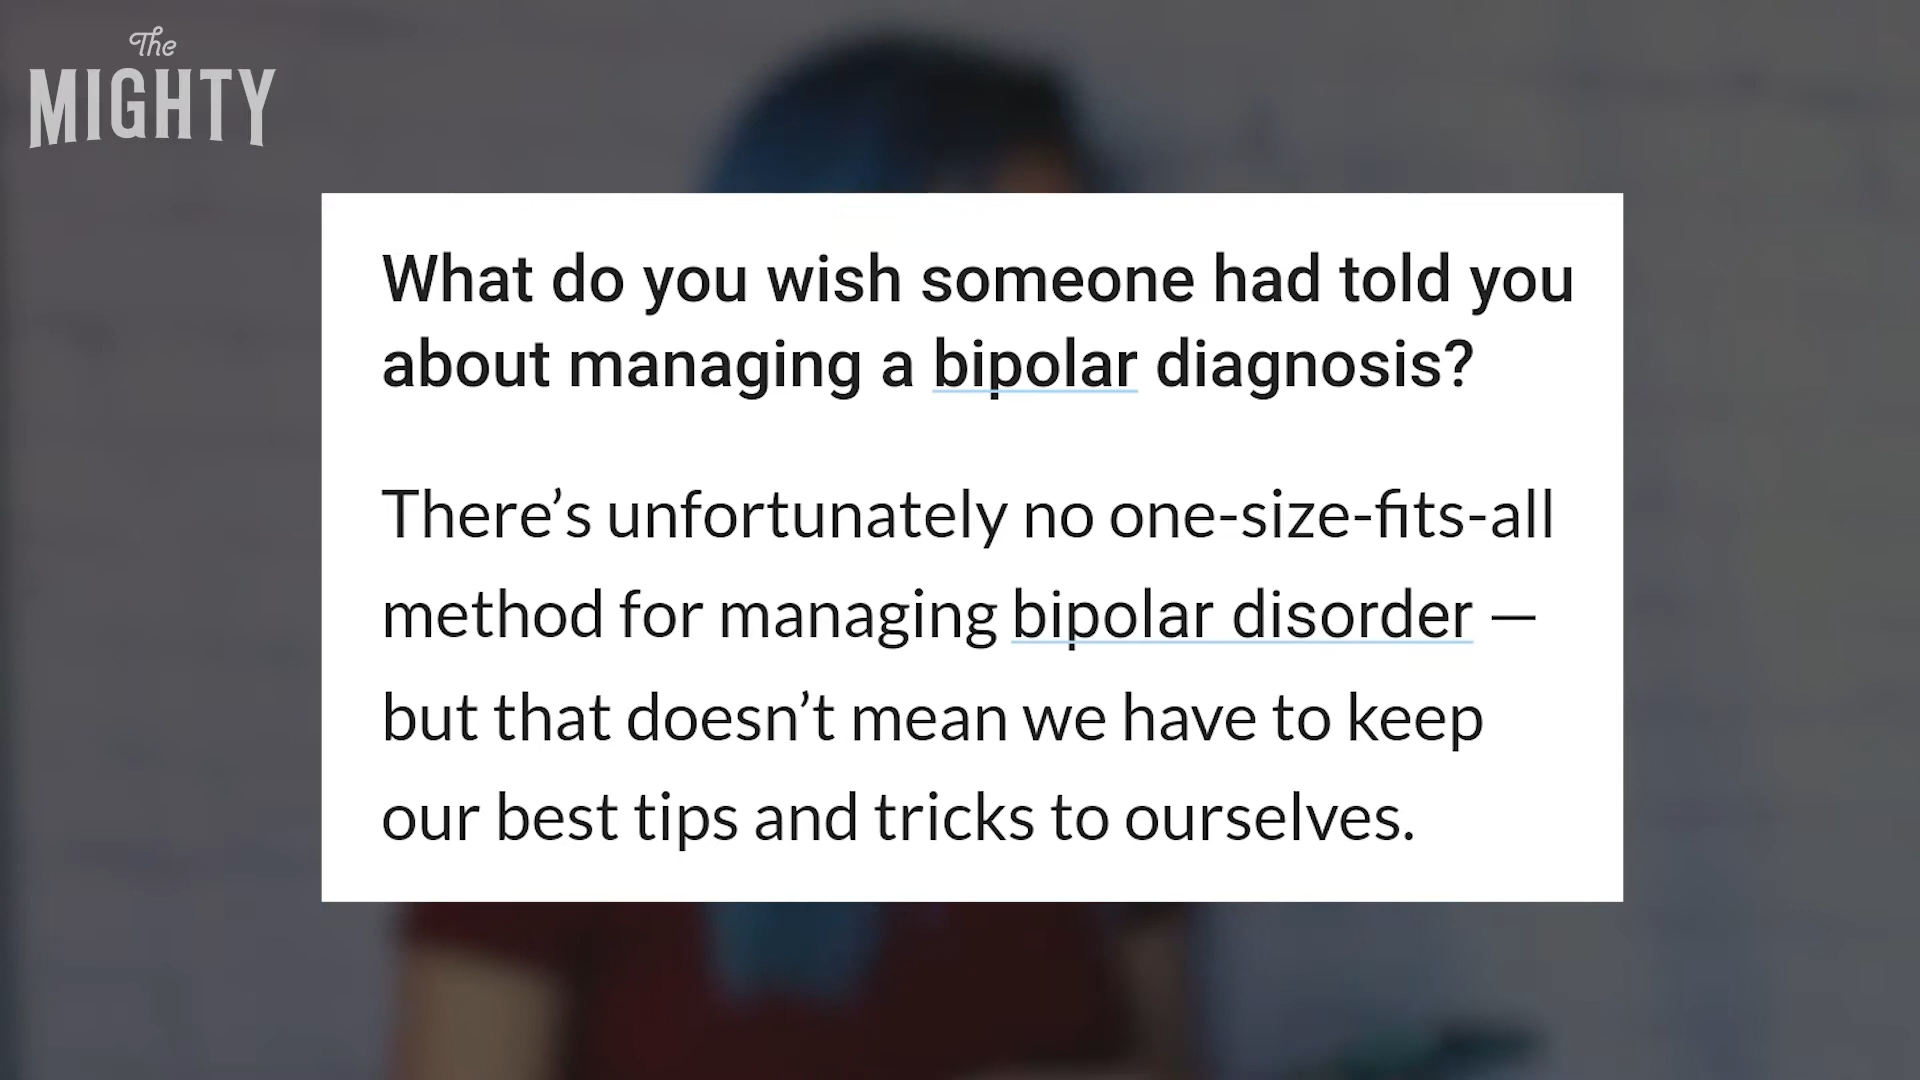 The
MIGHTY
What do you wish someone had told you
about managing a bipolar diagnosis?
There’s unfortunately no one-size-fits-all
method for managing bipolar disorder —
but that doesn’t mean we have to keep
our best tips and tricks to ourselves.